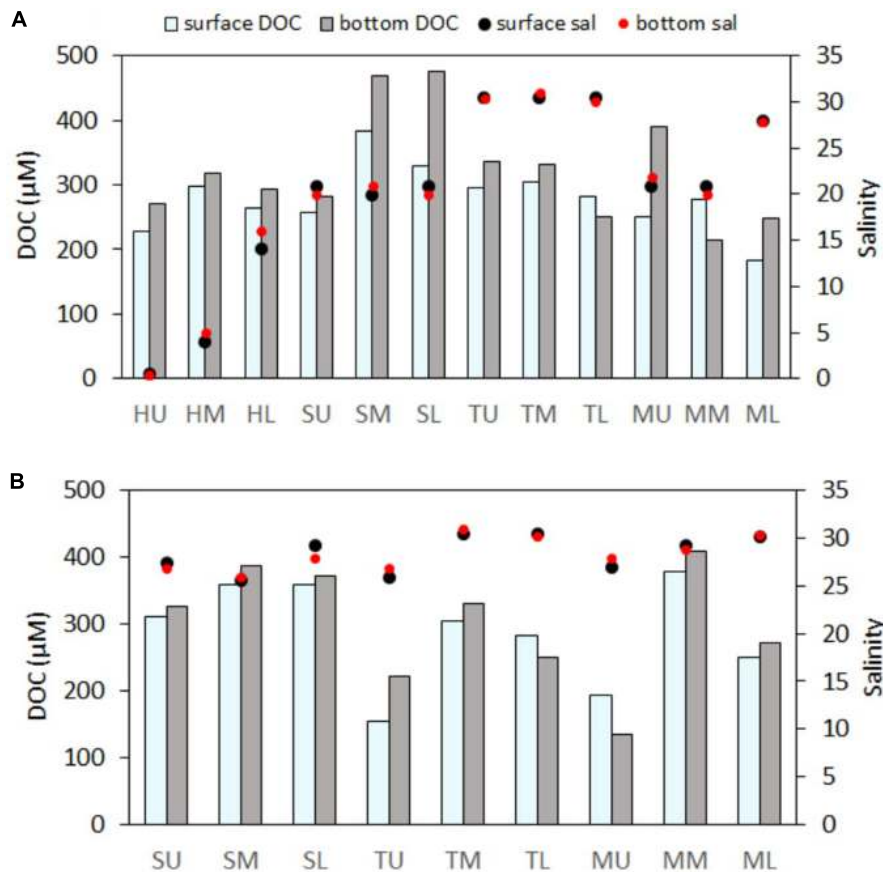 A
surface DOC bottom DOC surface sal bottom sal
500 35
400 30
300 25
200 20
100 15
0 10
5
0
DOC (µM)
Salinity
HU HM HL SU SM SL TU TM TL MU MM ML
B
500 35
400 30
300 25
200 20
100 15
0 10
5
0
DOC (µM)
Salinity
SU SM SL TU TM TL MU MM ML